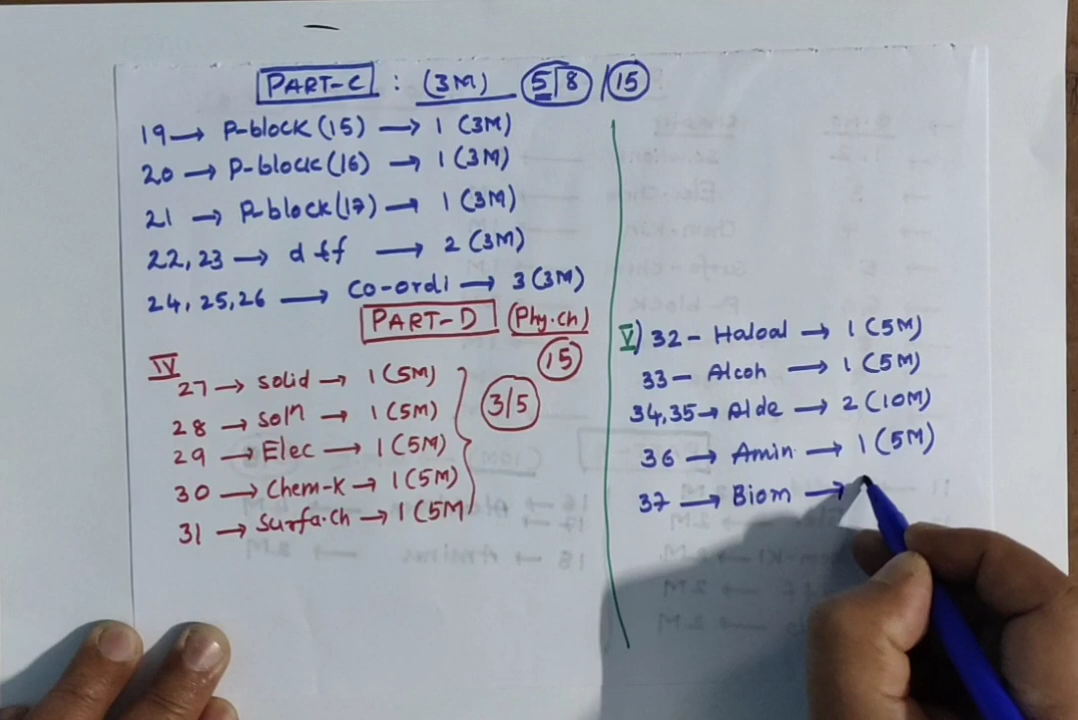 PART-C : (3M) 5/8 /15
19 → P-block (15) → 1 (3M)
20 → P-block (16) → 1 (3M)
21 → P-block (17) → 1 (3M)
22, 23 → d ff → 2 (3M)
24, 25, 26 → Co-ordi → 3 (3M)
PART-D (Phy.ch)
15
IV
27 → Solid → 1 (5M)
28 → Soln → 1 (5M)
29 → Elec → 1 (5M)
30 → Chem-K → 1 (5M)
31 → Surfa.Ch → 1 (5M
3/5
V) 32 - Haloal → 1 (5M)
33 - Alcoh → 1 (5M)
34, 35 → Alde → 2 (10M)
36 → Amin. → 1 (5M)
37 → Biom →